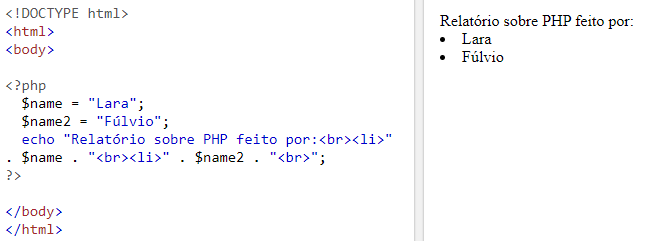 <!DOCTYPE html>
<html>
<body>
<?php
$name = "Lara";
$name2 = "Fúlvio";
echo "Relatório sobre PHP feito por:<br><li>"
. $name . "<br><li>" . $name2 . "<br>";
?>
</body>
</html>
Relatório sobre PHP feito por:
• Lara
• Fúlvio